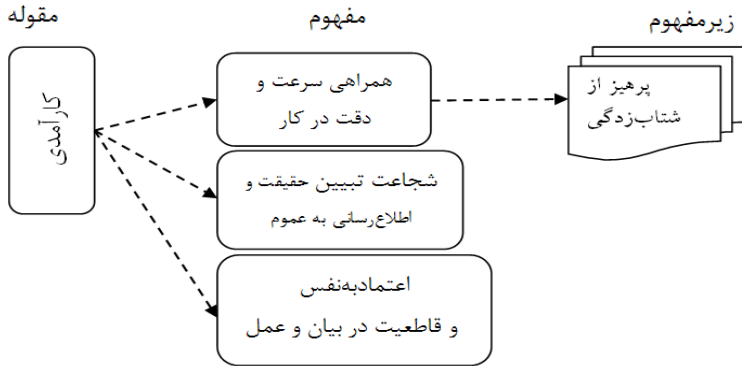 مقوله
مفهوم
زیرمفهوم
کارآمدی
همراهی سرعت و
دقت در کار
پرهیز از
شتاب‌زدگی
شجاعت تبیین حقیقت و
اطلاع‌رسانی به عموم
اعتمادبه‌نفس
و قاطعیت در بیان و عمل